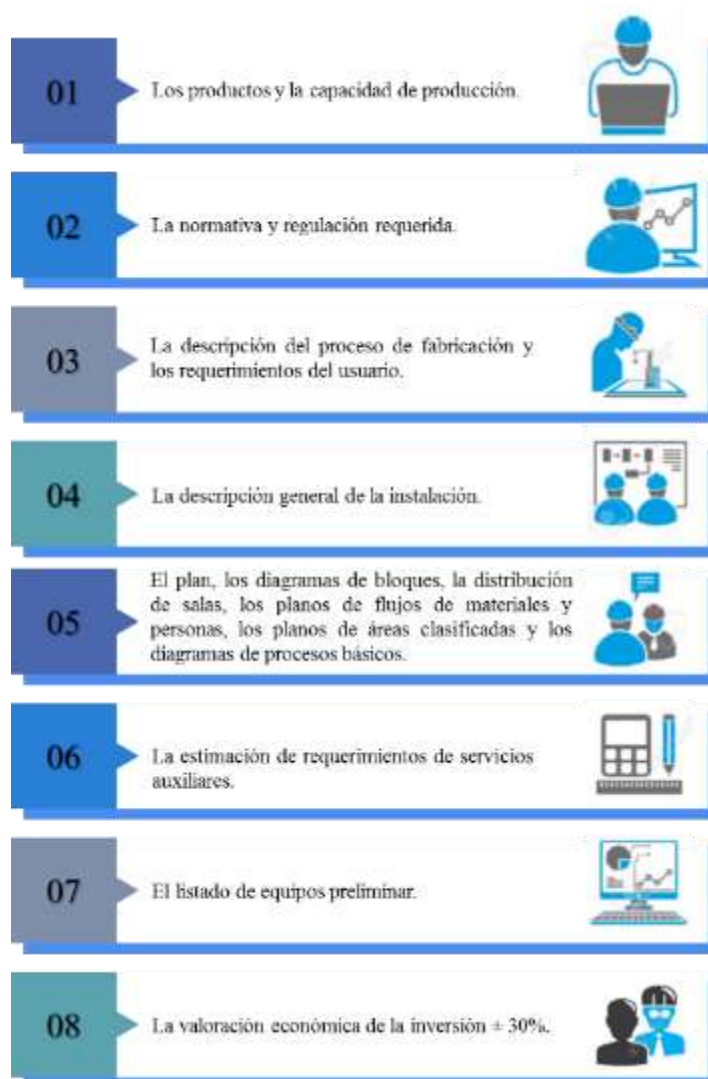 01
Los productos y la capacidad de producción.
02
La normativa y regulación requerida.
03
La descripción del proceso de fabricación y
los requerimientos del usuario.
04
La descripción general de la instalación.
05
El plan, los diagramas de bloques, la distribución
de salas, los planos de flujos de materiales y
personas, los planos de áreas clasificadas y los
diagramas de procesos básicos.
06
La estimación de requerimientos de servicios
auxiliares.
07
El listado de equipos preliminar.
08
La valoración económica de la inversión ± 30%.